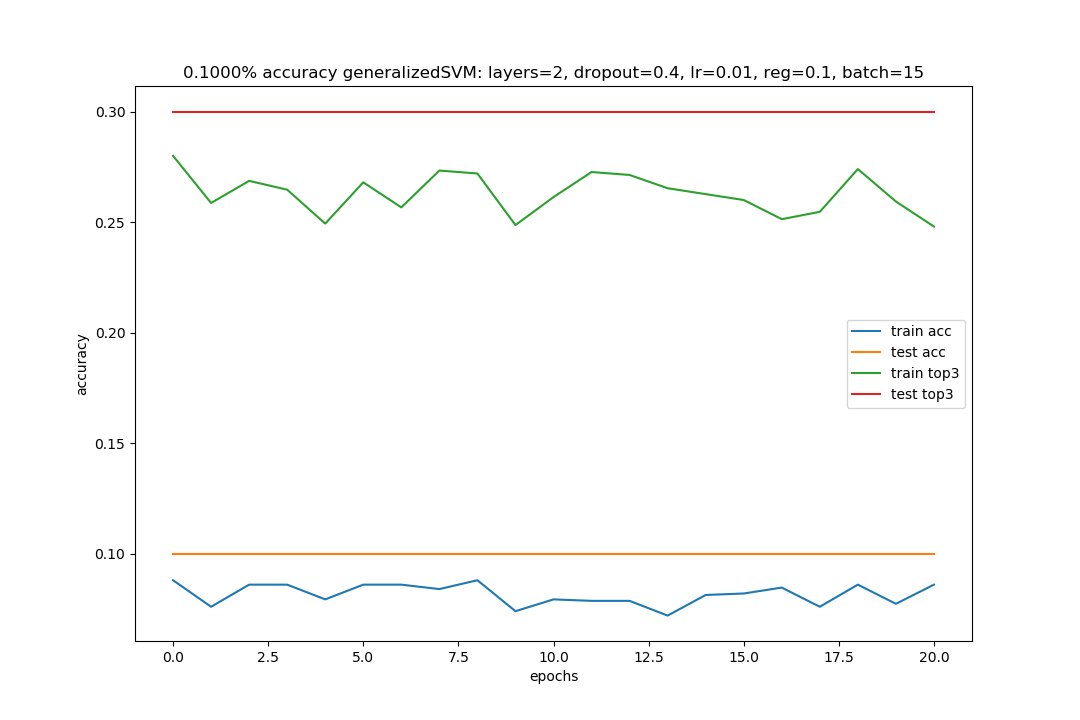 0.1000% accuracy generalizedSVM: layers=2, dropout=0.4, lr=0.01, reg=0.1, batch=15
0.30
0.25
0.20
0.15
0.10
accuracy
train acc
test acc
train top3
test top3
0.0 2.5 5.0 7.5 10.0 12.5 15.0 17.5 20.0
epochs